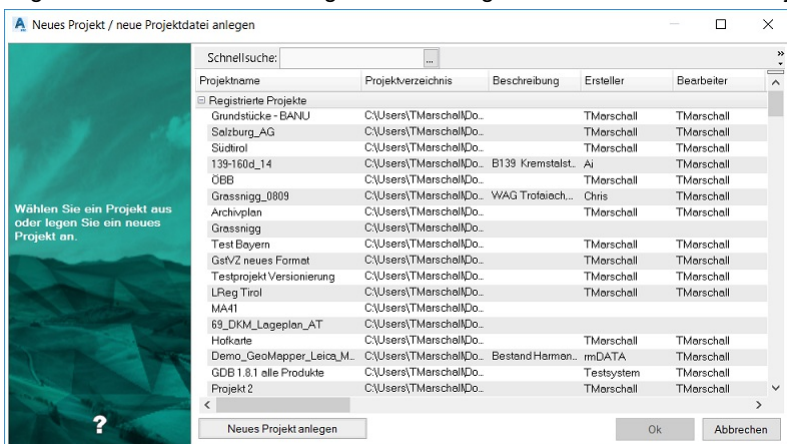 Neues Projekt / neue Projektdatei anlegen
Schnellsuche: ...
Projektname Projektverzeichnis Beschreibung Ersteller Bearbeiter
Registrierte Projekte
Grundstücke - BANU C:\Users\TMarschall\Do... TMarschall TMarschall
Salzburg_AG C:\Users\TMarschall\Do... TMarschall TMarschall
Südtirol C:\Users\TMarschall\Do... TMarschall TMarschall
139-160d_14 C:\Users\TMarschall\Do... B139 Kremstalst... Ai TMarschall
ÖBB C:\Users\TMarschall\Do... TMarschall TMarschall
Grassnigg_0809 C:\Users\TMarschall\Do... WAG Trofaiach,... Chris TMarschall
Archivplan C:\Users\TMarschall\Do... TMarschall TMarschall
Grassnigg C:\Users\TMarschall\Do...
Test Bayern C:\Users\TMarschall\Do... TMarschall TMarschall
GstVZ neues Format C:\Users\TMarschall\Do... TMarschall TMarschall
Testprojekt Versionierung C:\Users\TMarschall\Do... TMarschall TMarschall
LReg Tirol C:\Users\TMarschall\Do... TMarschall TMarschall
MA41 C:\Users\TMarschall\Do...
69_DKM_Lageplan_AT C:\Users\TMarschall\Do...
Hofkarte C:\Users\TMarschall\Do... TMarschall TMarschall
Demo_GeoMapper_Leica_M... C:\Users\TMarschall\Do... Bestand Harman... rmDATA TMarschall
GDB 1.8.1 alle Produkte C:\Users\TMarschall\Do... Testsystem TMarschall
Projekt 2 C:\Users\TMarschall\Do... TMarschall TMarschall
Wählen Sie ein Projekt aus
oder legen Sie ein neues
Projekt an.
?
Neues Projekt anlegen Ok Abbrechen